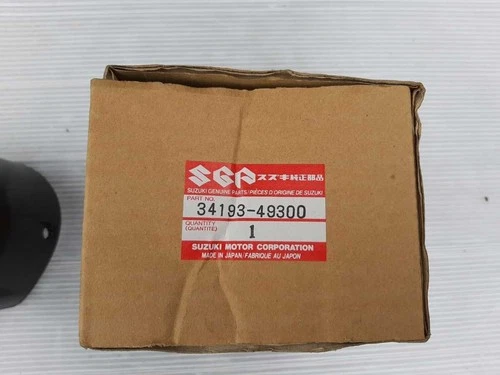 SGP スズキ純正部品
SUZUKI GENUINE PARTS/PIÈCES D'ORIGINE DE SUZUKI
PART NO.
34193-49300
QUANTITY
(QUANTITÉ)
1
SUZUKI MOTOR CORPORATION
MADE IN JAPAN/FABRIQUE AU JAPON